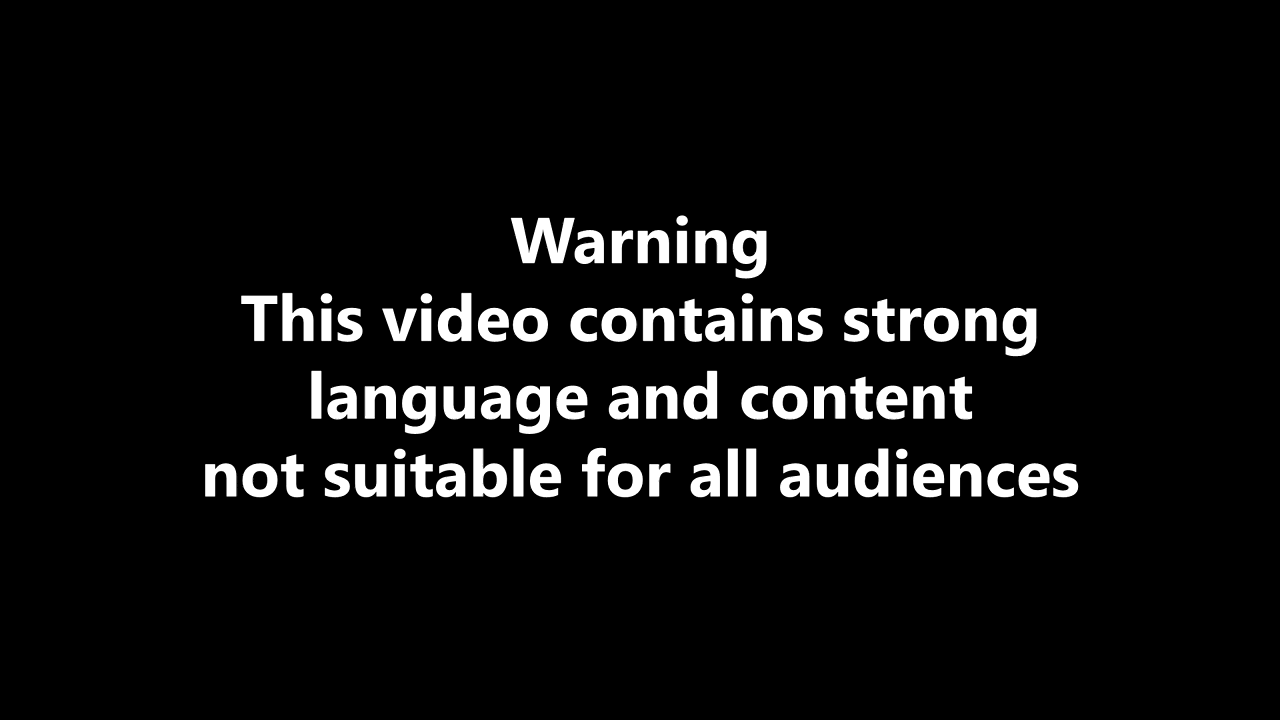 Warning
This video contains strong
language and content
not suitable for all audiences